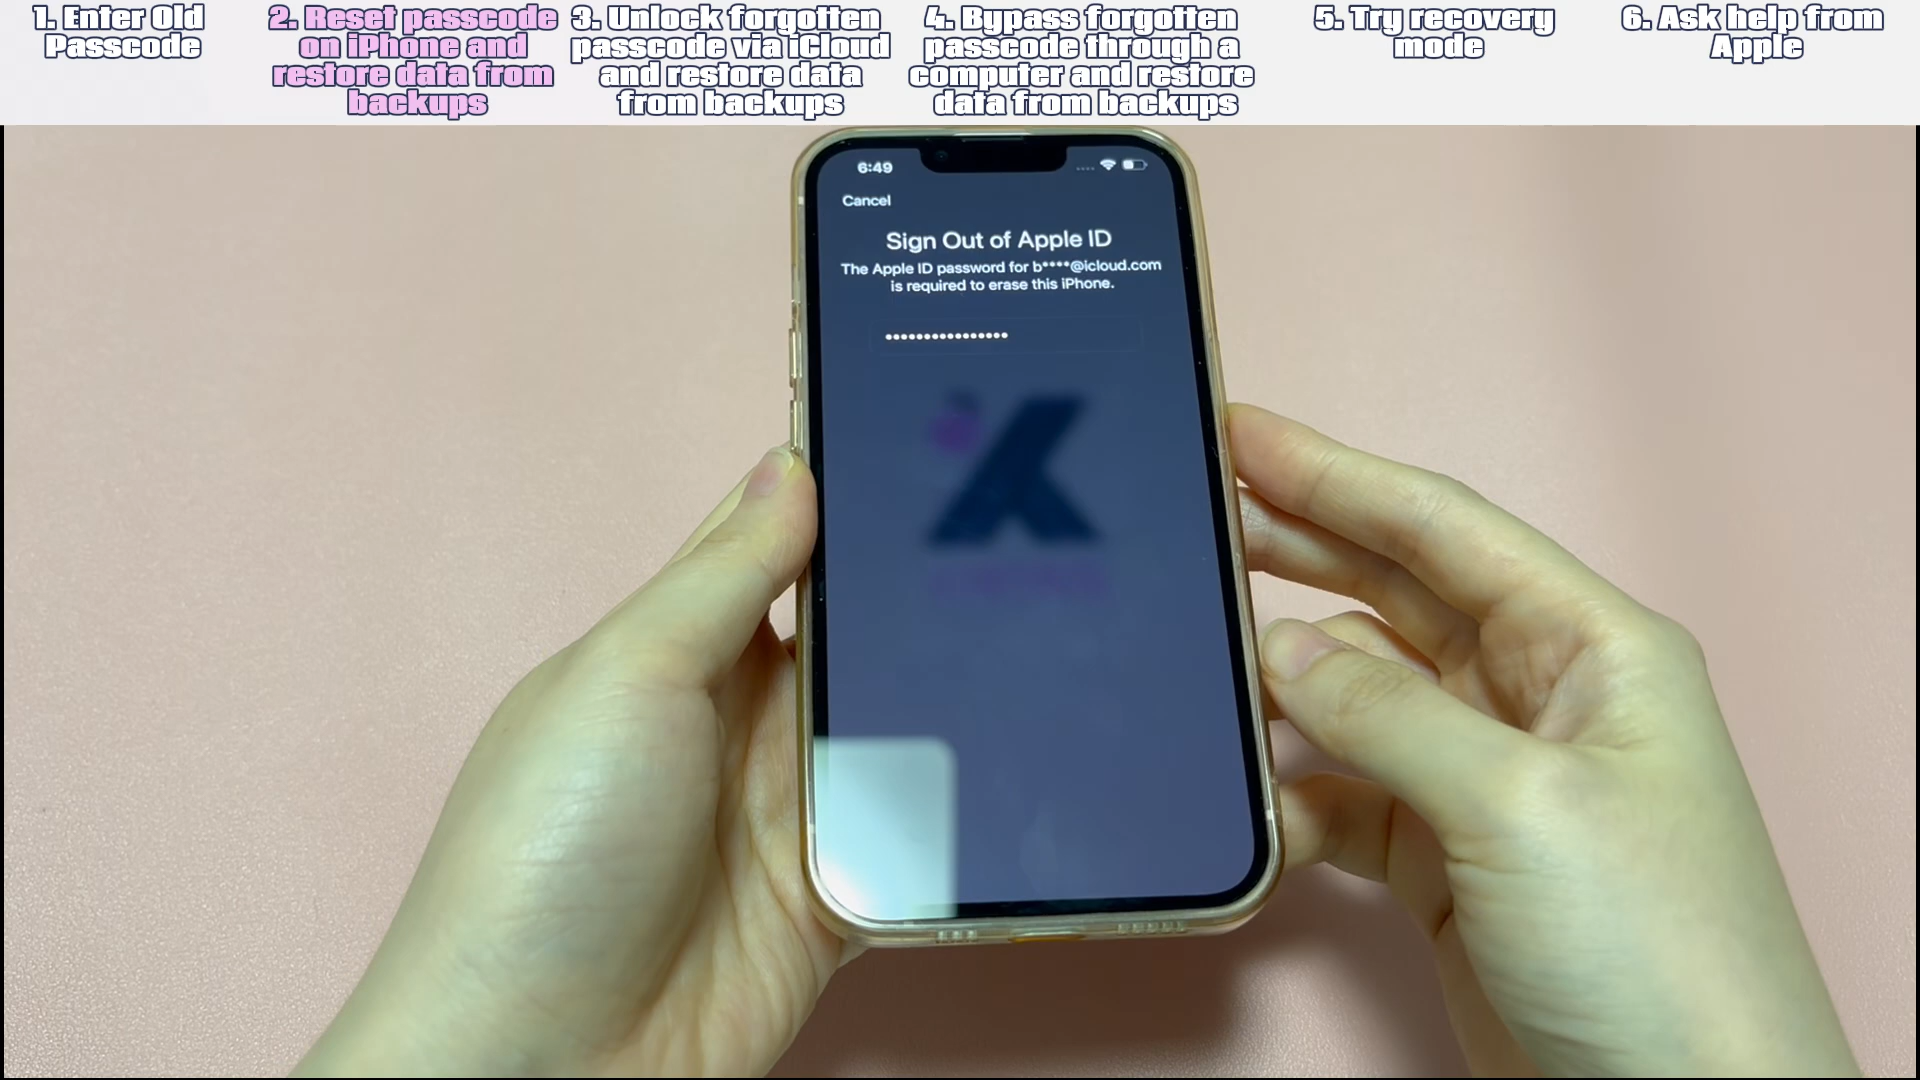 1. Enter Old
Passcode
2. Reset passcode
on iPhone and
restore data from
backups
3. Unlock forgotten
passcode via iCloud
and restore data
from backups
4. Bypass forgotten
passcode through a
computer and restore
data from backups
5. Try recovery
mode
6. Ask help from
Apple
6:49
Cancel
Sign Out of Apple ID
The Apple ID password for b****@icloud.com
is required to erase this iPhone.